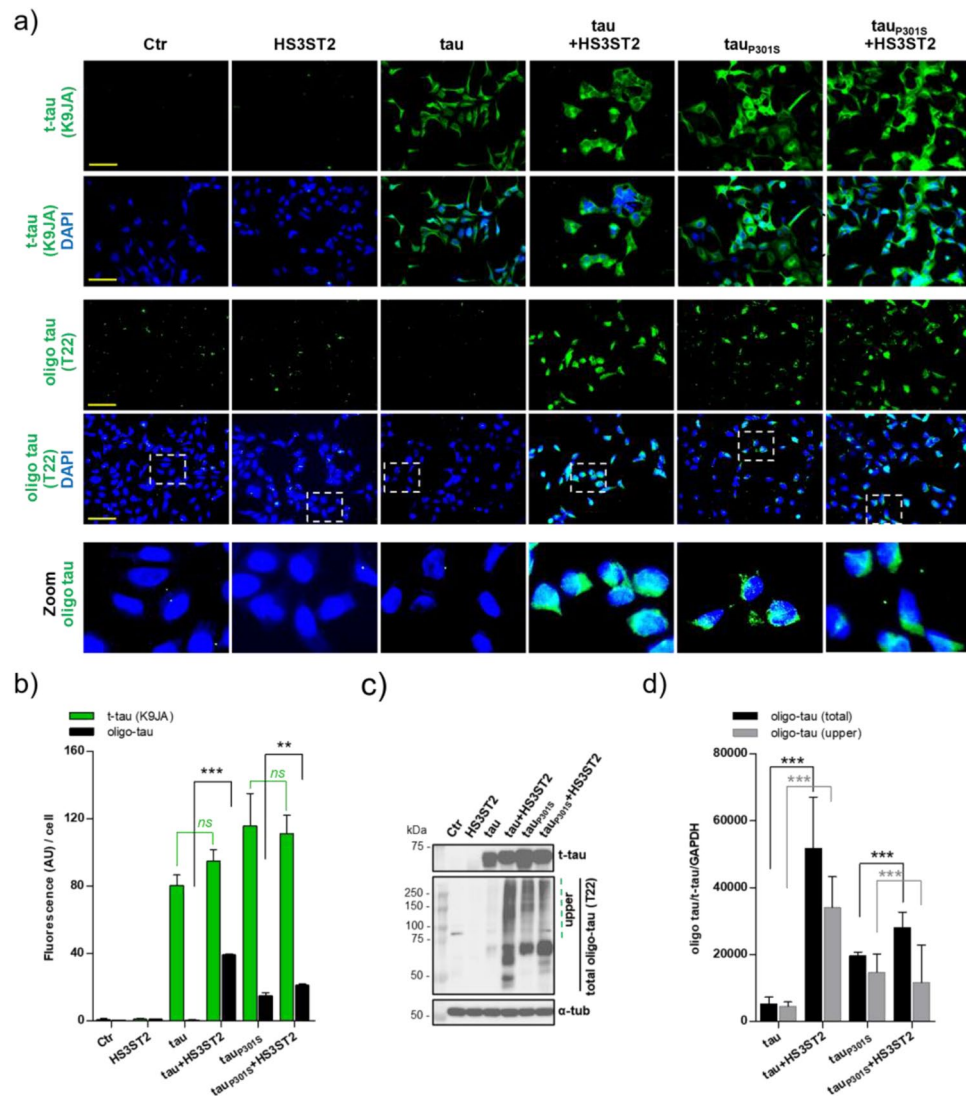 a)
Ctr
HS3ST2
tau
tau
+HS3ST2
tauP301S
tauP301S
+HS3ST2
t-tau
(K9JA)
t-tau
(K9JA)
DAPI
oligo tau
(T22)
oligo tau
(T22)
DAPI
Zoom
oligo tau
b)
t-tau (K9JA)
oligo-tau
Fluorescence (AU) / cell
160
120
80
40
0
ns
***
ns
**
Ctr
HS3ST2
tau
tau+HS3ST2
tauP301S
tauP301S+HS3ST2
c)
kDa
Ctr
HS3ST2
tau
tau+HS3ST2
tauP301S
tauP301S+HS3ST2
75 -
t-tau
250 -
150 -
100 -
75 -
50 -
upper
total oligo-tau (T22)
50 -
α-tub
d)
oligo-tau (total)
oligo-tau (upper)
oligo tau/t-tau/GAPDH
80000
60000
40000
20000
0
***
***
***
***
tau
tau+HS3ST2
tauP301S
tauP301S+HS3ST2